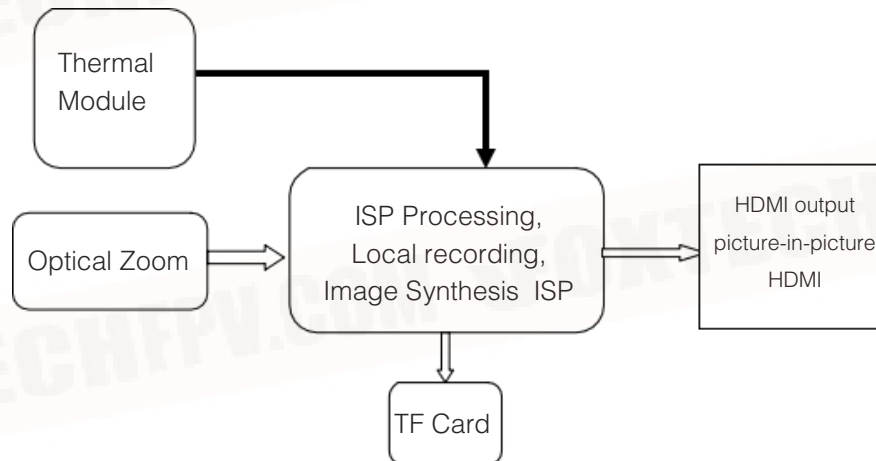 Thermal
Module
ISP Processing,
Local recording,
Image Synthesis ISP
HDMI output
picture-in-picture
HDMI
Optical Zoom
TF Card